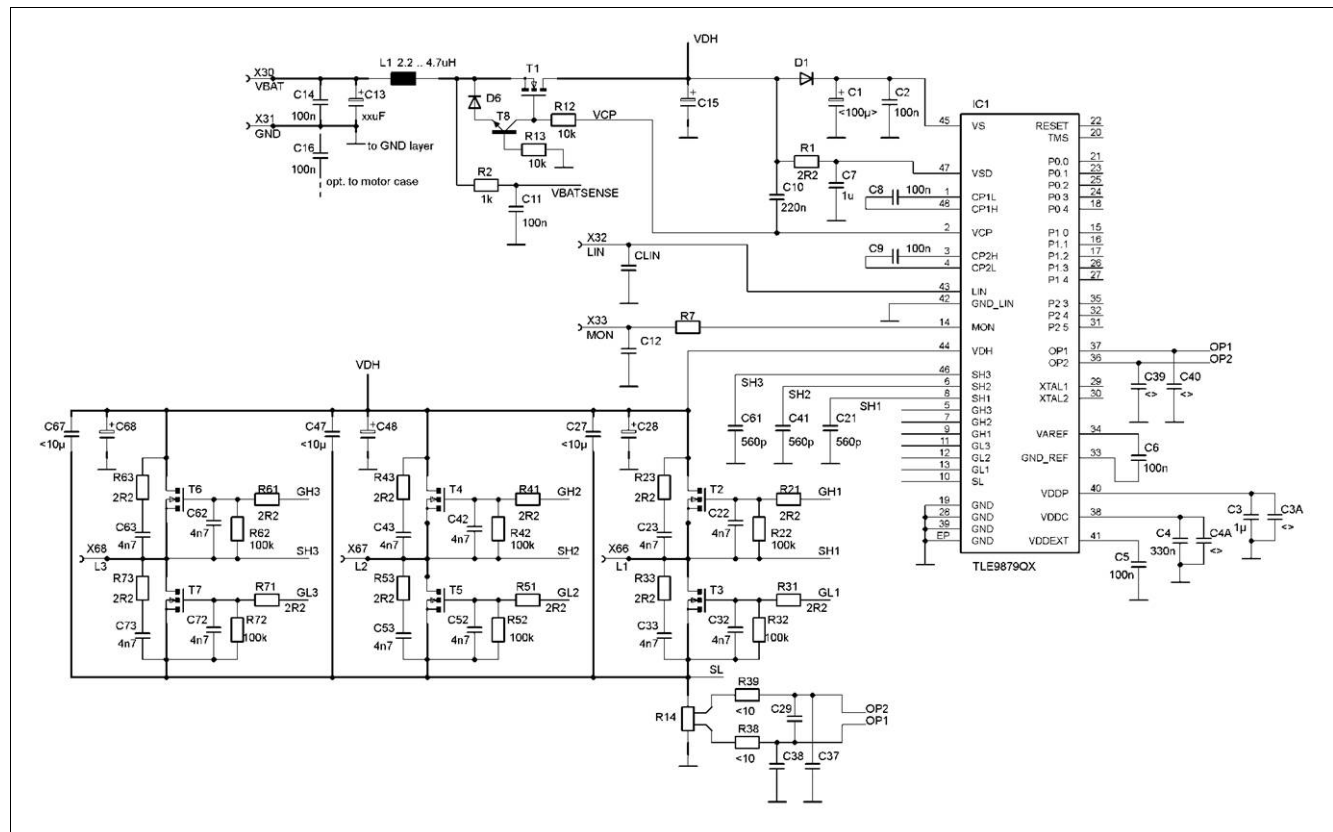 VDH
L1 2.2 .. 4.7uH
X30
VBAT
T1
D1
C14
100n
C13
xxuF
D6
T8
R12
10k
VCP
C15
C1
<100µ>
C2
100n
X31
GND
to GND layer
C16
100n
opt. to motor case
R13
10k
R2
1k
VBATSENSE
C11
100n
R1
2R2
C7
1u
C10
220n
C8
100n
C9
100n
X32
LIN
CLIN
X33
MON
R7
C12
IC1
45 VS
47 VSD
1 CP1L
48 CP1H
2 VCP
3 CP2H
4 CP2L
43 LIN
42 GND_LIN
14 MON
44 VDH
46 SH3
6 SH2
8 SH1
5 GH3
7 GH2
9 GH1
11 GL3
12 GL2
13 GL1
10 SL
19 GND
28 GND
39 GND
EP GND
RESET 22
TMS 20
P0.0 21
P0.1 23
P0.2 25
P0.3 24
P0.4 18
P1.0 15
P1.1 16
P1.2 17
P1.3 26
P1.4 27
P2.3 35
P2.4 32
P2.5 31
OP1 37
OP2 36
XTAL1 29
XTAL2 30
VAREF 34
GND_REF 33
VDDP 40
VDDC 38
VDDEXT 41
TLE9879QX
OP1
OP2
C39
<>
C40
<>
C6
100n
C3
1µ
C3A
<>
C4
330n
C4A
<>
C5
100n
SH3
SH2
SH1
C61
560p
C41
560p
C21
560p
VDH
C67
<10µ
C68
C47
<10µ
C48
C27
<10µ
C28
R63
2R2
T6
R61
2R2
GH3
C63
4n7
C62
4n7
R62
100k
X68
L3
SH3
R73
2R2
T7
R71
2R2
GL3
C73
4n7
C72
4n7
R72
100k
R43
2R2
T4
R41
2R2
GH2
C43
4n7
C42
4n7
R42
100k
X67
L2
SH2
R53
2R2
T5
R51
2R2
GL2
C53
4n7
C52
4n7
R52
100k
R23
2R2
T2
R21
2R2
GH1
C23
4n7
C22
4n7
R22
100k
X66
L1
SH1
R33
2R2
T3
R31
2R2
GL1
C33
4n7
C32
4n7
R32
100k
SL
R14
R39
<10
R38
<10
C29
C38
C37
OP2
OP1